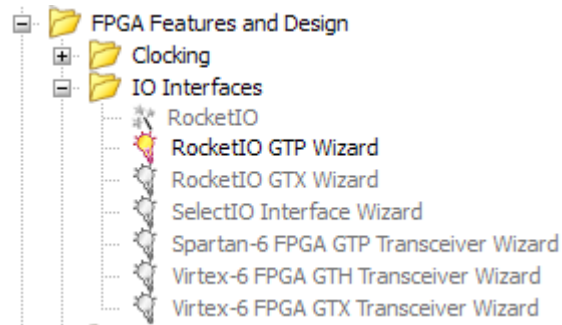 FPGA Features and Design
Clocking
IO Interfaces
RocketIO
RocketIO GTP Wizard
RocketIO GTX Wizard
SelectIO Interface Wizard
Spartan-6 FPGA GTP Transceiver Wizard
Virtex-6 FPGA GTH Transceiver Wizard
Virtex-6 FPGA GTX Transceiver Wizard